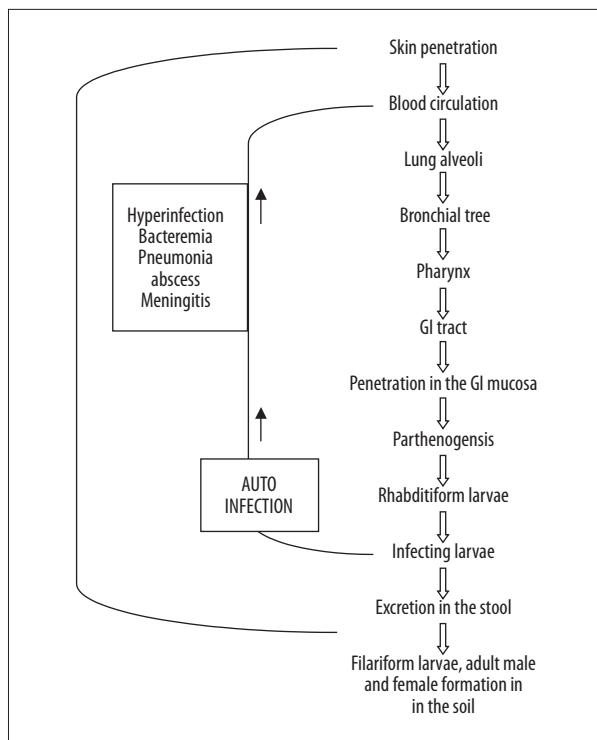 Skin penetration
Blood circulation
Lung alveoli
Bronchial tree
Pharynx
GI tract
Penetration in the GI mucosa
Parthenogensis
Rhabditiform larvae
Infecting larvae
Excretion in the stool
Filariform larvae, adult male
and female formation in
in the soil
Hyperinfection
Bacteremia
Pneumonia
abscess
Meningitis
AUTO
INFECTION